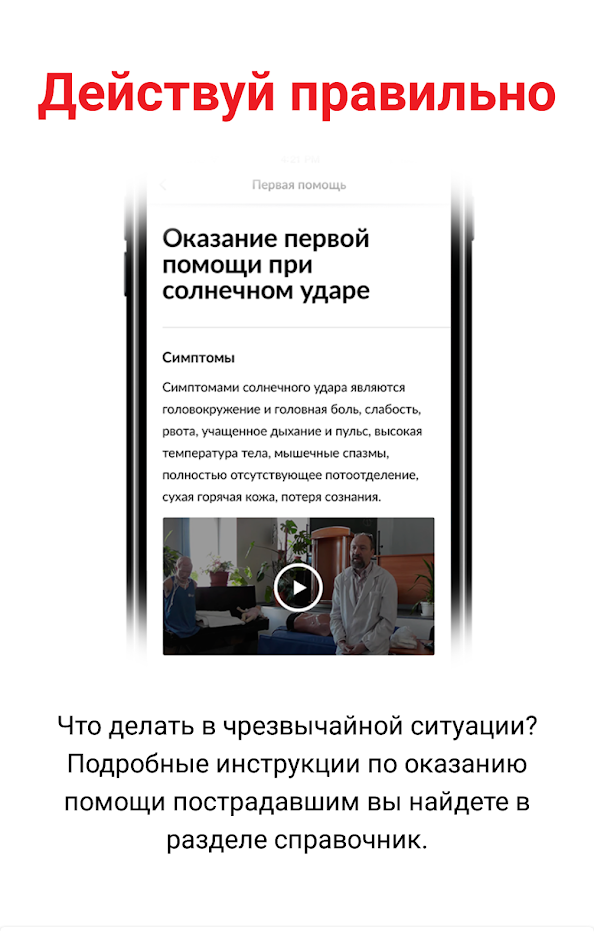 Действуй правильно
Первая помощь
Оказание первой
помощи при
солнечном ударе
Симптомы
Симптомами солнечного удара являются
головокружение и головная боль, слабость,
рвота, учащенное дыхание и пульс, высокая
температура тела, мышечные спазмы,
полностью отсутствующее потоотделение,
сухая горячая кожа, потеря сознания.
Что делать в чрезвычайной ситуации?
Подробные инструкции по оказанию
помощи пострадавшим вы найдете в
разделе справочник.